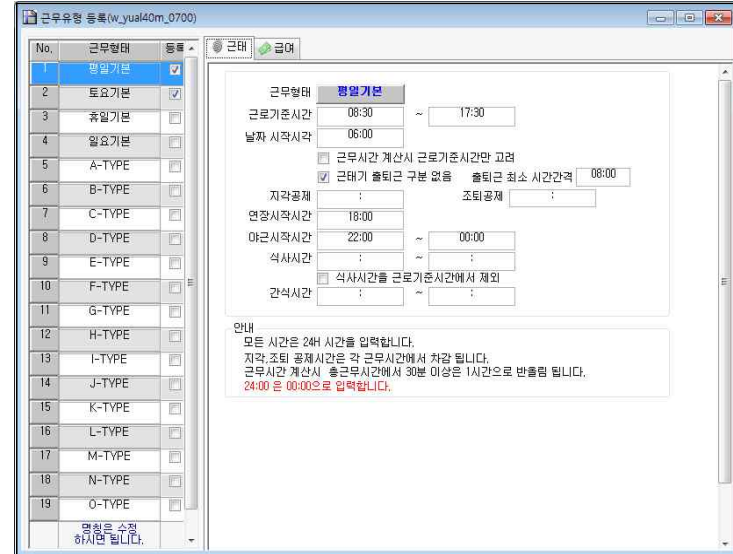 근무유형 등록(w_yual40m_0700)
No. 근무형태 등록
근태 급여
1 평일기본
2 토요기본
3 휴일기본
4 일요기본
5 A-TYPE
6 B-TYPE
7 C-TYPE
8 D-TYPE
9 E-TYPE
10 F-TYPE
11 G-TYPE
12 H-TYPE
13 I-TYPE
14 J-TYPE
15 K-TYPE
16 L-TYPE
17 M-TYPE
18 N-TYPE
19 O-TYPE
명칭은 수정
하시면 됩니다.
근무형태 평일기본
근로기준시간 08:30 ~ 17:30
날짜 시작시각 06:00
근무시간 계산시 근로기준시간만 고려
근태기 출퇴근 구분 없음 출퇴근 최소 시간간격 08:00
지각공제 : 조퇴공제 :
연장시작시간 18:00
야근시작시간 22:00 ~ 00:00
식사시간 : ~ :
식사시간을 근로기준시간에서 제외
간식시간 : ~ :
안내
모든 시간은 24H 시간을 입력합니다.
지각,조퇴 공제시간은 각 근무시간에서 차감 됩니다.
근무시간 계산시 총근무시간에서 30분 이상은 1시간으로 반올림 됩니다.
24:00 은 00:00으로 입력합니다.